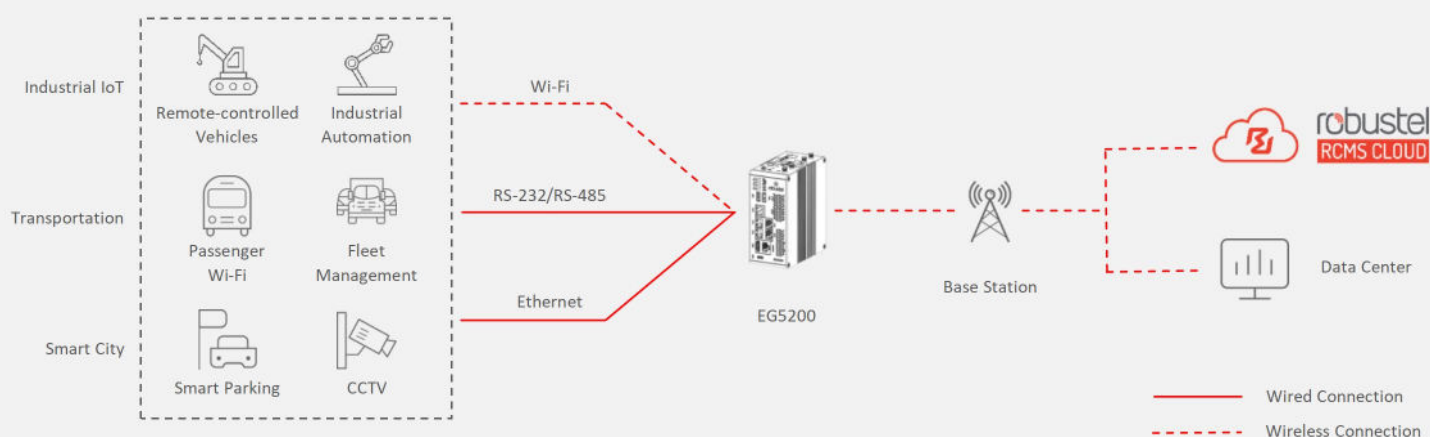 Industrial IoT
Remote-controlled
Vehicles
Industrial
Automation
Transportation
Passenger
Wi-Fi
Fleet
Management
Smart City
Smart Parking
CCTV
Wi-Fi
RS-232/RS-485
Ethernet
EG5200
Base Station
robustel
RCMS CLOUD
Data Center
Wired Connection
Wireless Connection